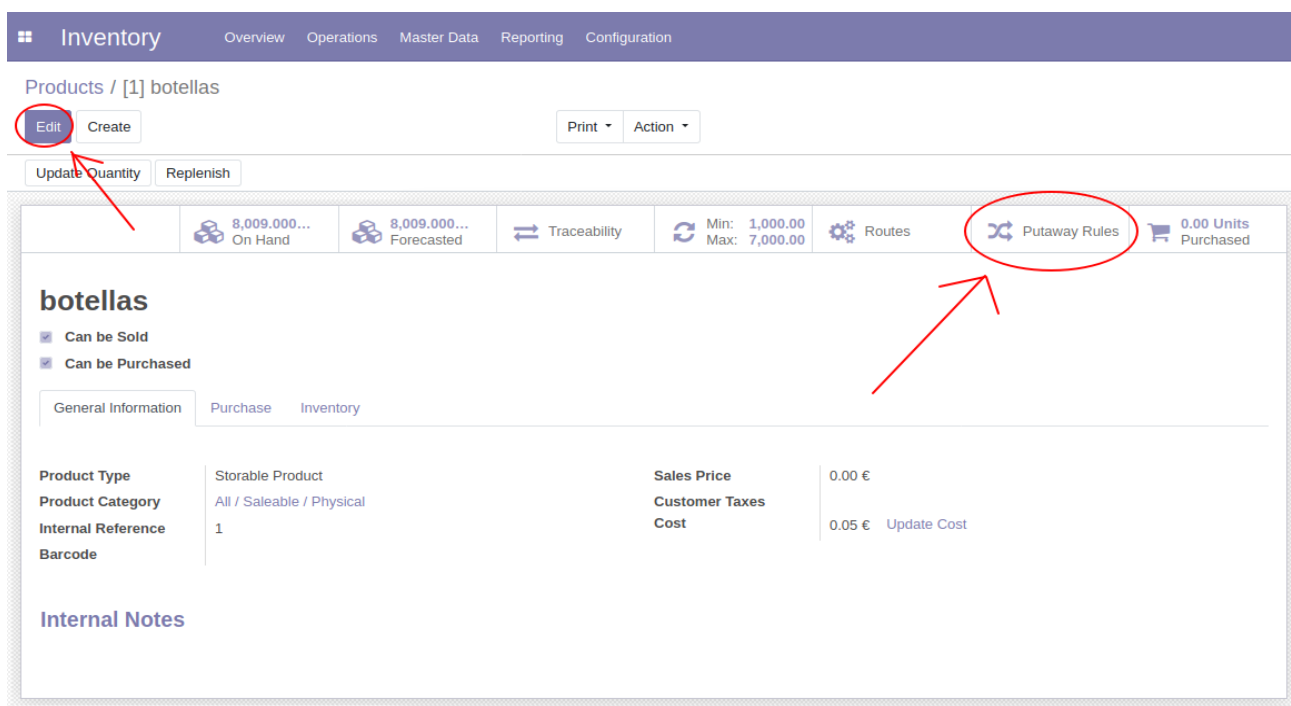 Inventory Overview Operations Master Data Reporting Configuration
Products / [1] botellas
Edit Create Print Action
Update Quantity Replenish
8,009.000... On Hand
8,009.000... Forecasted
Traceability
Min: 1,000.00
Max: 7,000.00
Routes
Putaway Rules
0.00 Units
Purchased
botellas
Can be Sold
Can be Purchased
General Information Purchase Inventory
Product Type Storable Product
Product Category All / Saleable / Physical
Internal Reference 1
Barcode
Sales Price 0.00 €
Customer Taxes
Cost 0.05 € Update Cost
Internal Notes